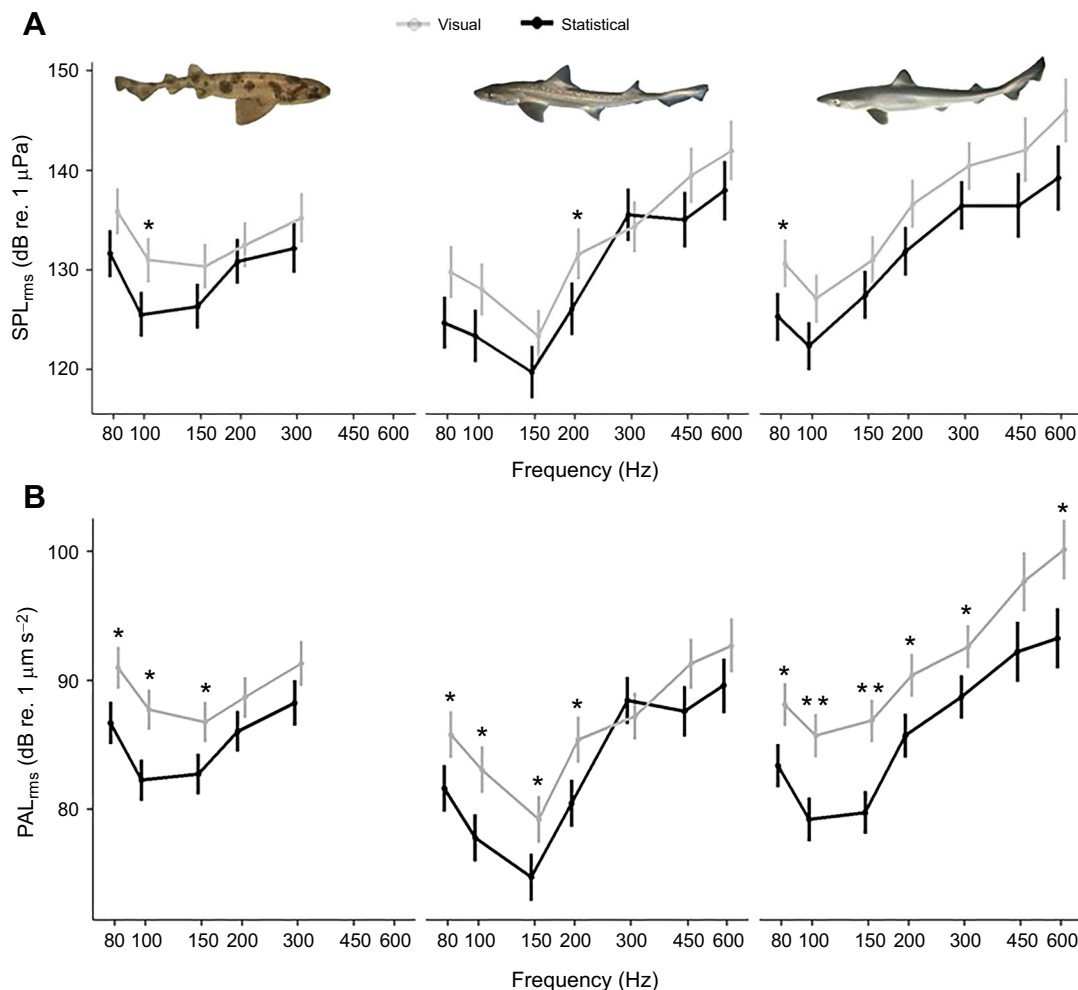 A
Visual Statistical
150
140
130
120
SPLrms (dB re. 1 μPa)
* * *
80 100 150 200 300 450 600 80 100 150 200 300 450 600 80 100 150 200 300 450 600
Frequency (Hz)
B
100
90
80
PALrms (dB re. 1 μm s−2)
* * * * * * * * ** ** * * *
80 100 150 200 300 450 600 80 100 150 200 300 450 600 80 100 150 200 300 450 600
Frequency (Hz)